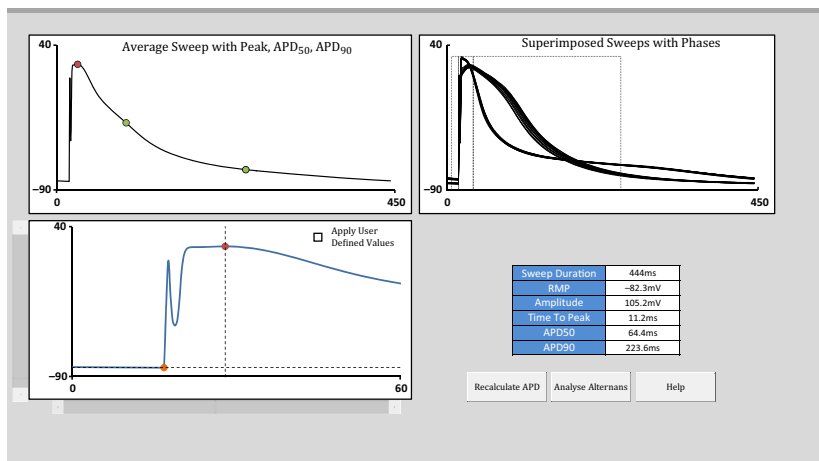 Average Sweep with Peak, APD50, APD90
40
−90
0
450
Superimposed Sweeps with Phases
40
−90
0
450
40
Apply User
Defined Values
−90
0
60
Sweep Duration 444ms
RMP −82.3mV
Amplitude 105.2mV
Time To Peak 11.2ms
APD50 64.4ms
APD90 223.6ms
Recalculate APD Analyse Alternans Help